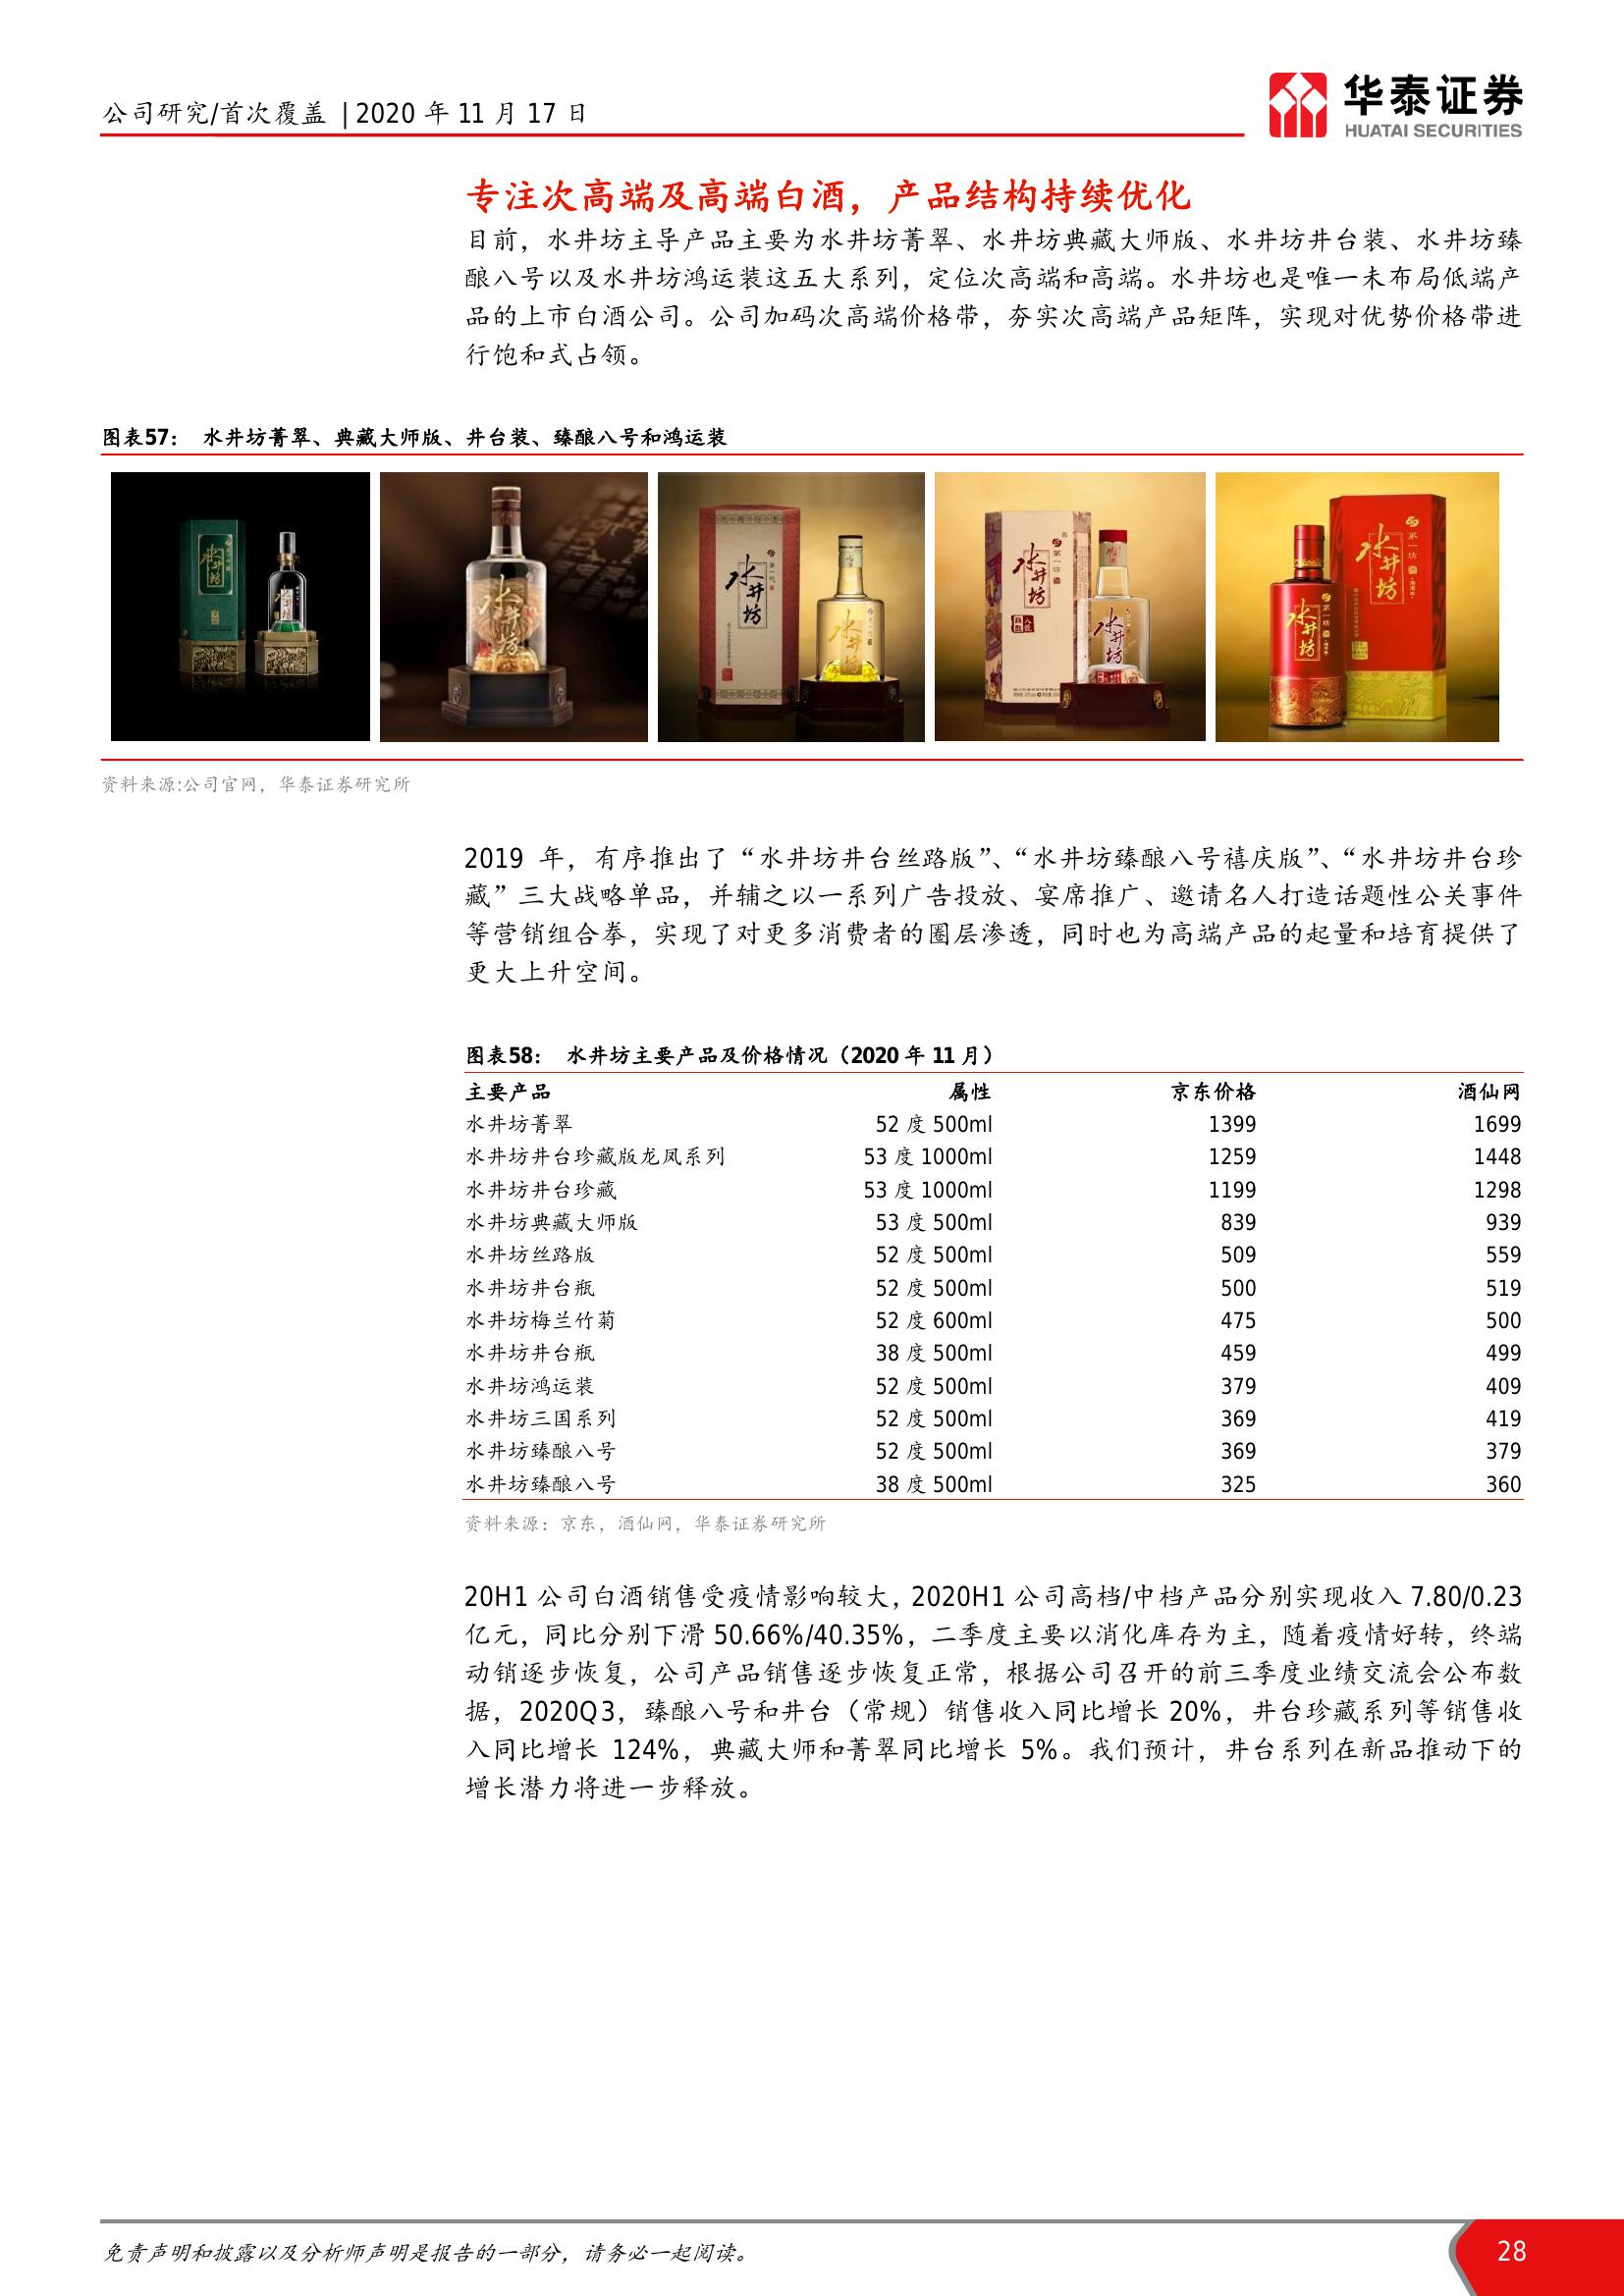 公司研究/首次覆盖 | 2020 年 11 月 17 日
华泰证券
HUATAI SECURITIES
专注次高端及高端白酒，产品结构持续优化
目前，水井坊主导产品主要为水井坊菁翠、水井坊典藏大师版、水井坊井台装、水井坊臻
酿八号以及水井坊鸿运装这五大系列，定位次高端和高端。水井坊也是唯一未布局低端产
品的上市白酒公司。公司加码次高端价格带，夯实次高端产品矩阵，实现对优势价格带进
行饱和式占领。
图表57： 水井坊菁翠、典藏大师版、井台装、臻酿八号和鸿运装
水井坊
水井坊
水井坊
水井坊
水井坊
水井坊
水井坊
水井坊
水井坊
资料来源:公司官网，华泰证券研究所
2019 年，有序推出了“水井坊井台丝路版”、“水井坊臻酿八号禧庆版”、“水井坊井台珍
藏”三大战略单品，并辅之以一系列广告投放、宴席推广、邀请名人打造话题性公关事件
等营销组合拳，实现了对更多消费者的圈层渗透，同时也为高端产品的起量和培育提供了
更大上升空间。
图表58： 水井坊主要产品及价格情况（2020 年 11 月）
主要产品 属性 京东价格 酒仙网
水井坊菁翠 52 度 500ml 1399 1699
水井坊井台珍藏版龙凤系列 53 度 1000ml 1259 1448
水井坊井台珍藏 53 度 1000ml 1199 1298
水井坊典藏大师版 53 度 500ml 839 939
水井坊丝路版 52 度 500ml 509 559
水井坊井台瓶 52 度 500ml 500 519
水井坊梅兰竹菊 52 度 600ml 475 500
水井坊井台瓶 38 度 500ml 459 499
水井坊鸿运装 52 度 500ml 379 409
水井坊三国系列 52 度 500ml 369 419
水井坊臻酿八号 52 度 500ml 369 379
水井坊臻酿八号 38 度 500ml 325 360
资料来源：京东，酒仙网，华泰证券研究所
20H1 公司白酒销售受疫情影响较大，2020H1 公司高档/中档产品分别实现收入 7.80/0.23
亿元，同比分别下滑 50.66%/40.35%，二季度主要以消化库存为主，随着疫情好转，终端
动销逐步恢复，公司产品销售逐步恢复正常，根据公司召开的前三季度业绩交流会公布数
据，2020Q3，臻酿八号和井台（常规）销售收入同比增长 20%，井台珍藏系列等销售收
入同比增长 124%，典藏大师和菁翠同比增长 5%。我们预计，井台系列在新品推动下的
增长潜力将进一步释放。
免责声明和披露以及分析师声明是报告的一部分，请务必一起阅读。
28